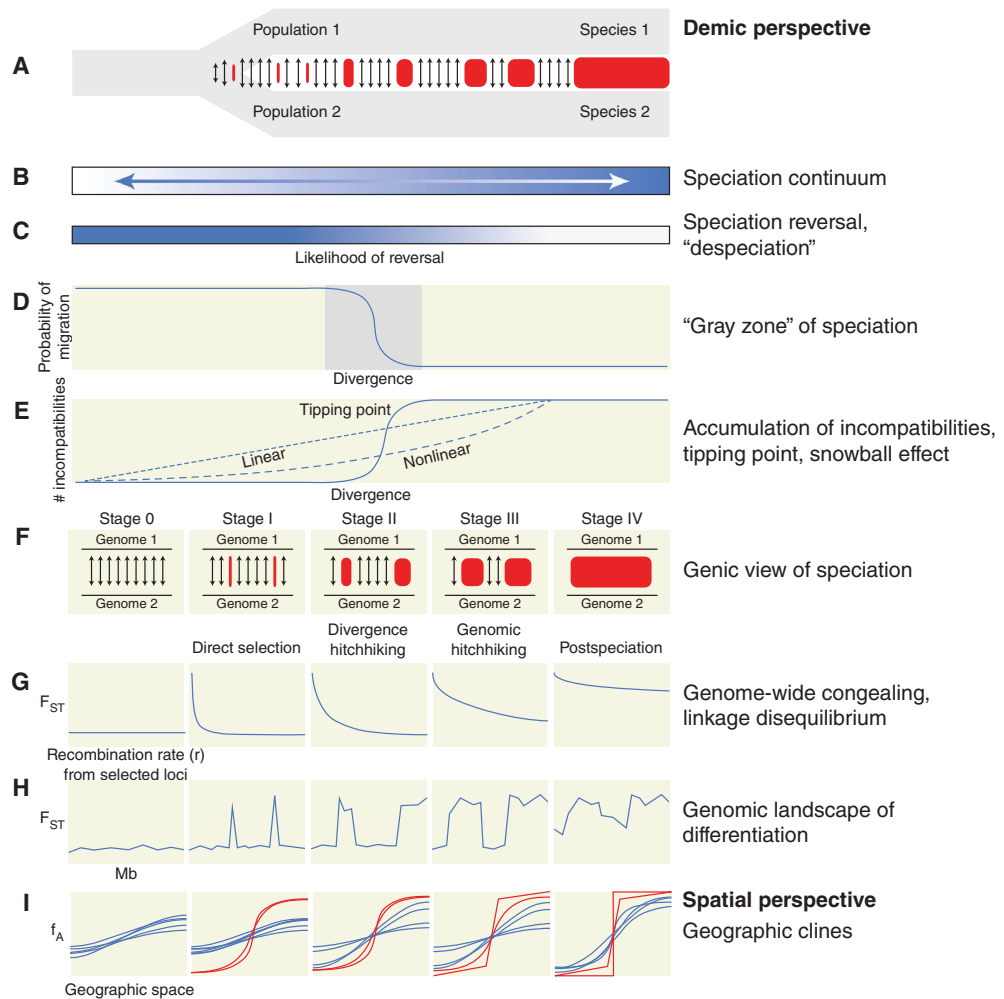 Population 1
Species 1
Demic perspective
A
Population 2
Species 2
B
Speciation continuum
C
Speciation reversal,
“despeciation”
Likelihood of reversal
D
Probability of
migration
“Gray zone” of speciation
Divergence
E
# incompatibilities
Tipping point
Linear
Nonlinear
Accumulation of incompatibilities,
tipping point, snowball effect
Divergence
F
Stage 0
Stage I
Stage II
Stage III
Stage IV
Genome 1
Genome 1
Genome 1
Genome 1
Genome 1
Genic view of speciation
Genome 2
Genome 2
Genome 2
Genome 2
Genome 2
Direct selection
Divergence
hitchhiking
Genomic
hitchhiking
Postspeciation
G
FST
Genome-wide congealing,
linkage disequilibrium
Recombination rate (r)
from selected loci
H
FST
Genomic landscape of
differentiation
Mb
I
Spatial perspective
fA
Geographic clines
Geographic space